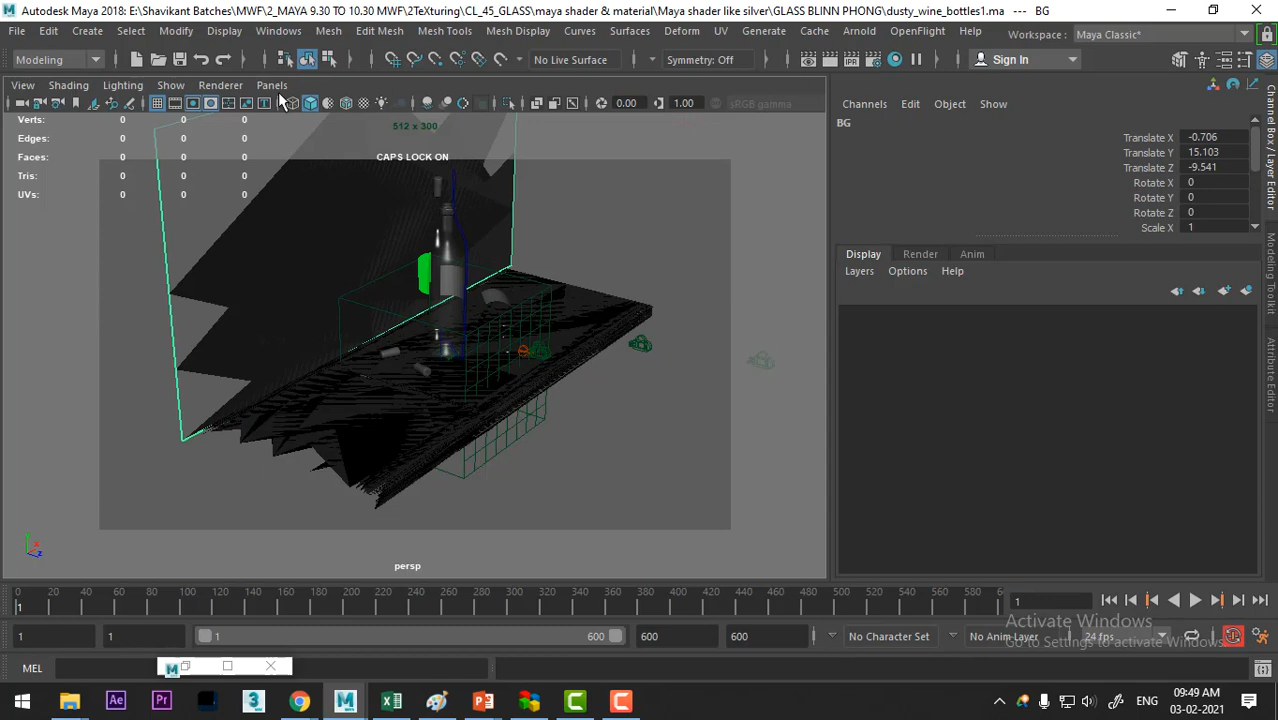 Autodesk Maya 2018: E:\Shavikant Batches\MWF\2_MAYA 9.30 TO 10.30 MWF\2TeXturing\CL_45_GLASS\maya shader & material\Maya shader like silver\GLASS BLINN PHONG\dusty_wine_bottles1.ma --- BG
File Edit Create Select Modify Display Windows Mesh Edit Mesh Mesh Tools Mesh Display Curves Surfaces Deform UV Generate Cache Arnold OpenFlight Help Workspace : Maya Classic*
Modeling No Live Surface Symmetry: Off Sign In
View Shading Lighting Show Renderer Panels
0.00 1.00 sRGB gamma
Channels Edit Object Show
BG
Verts: 0 0 0
Edges: 0 0 0
Faces: 0 0 0
Tris: 0 0 0
UVs: 0 0 0
512 x 300
CAPS LOCK ON
persp
Translate X -0.706
Translate Y 15.103
Translate Z -9.541
Rotate X 0
Rotate Y 0
Rotate Z 0
Scale X 1
Display Render Anim
Layers Options Help
Channel Box / Layer Editor
Modeling Toolkit
Attribute Editor
0 20 40 60 80 100 120 140 160 180 200 220 240 260 280 300 320 340 360 380 400 420 440 460 480 500 520 540 560 580 60
1 1
1 1 1 600 600 600 No Character Set No Anim Layer 24 fps
Activate Windows
Go to Settings to activate Windows.
MEL
ENG
09:49 AM
03-02-2021